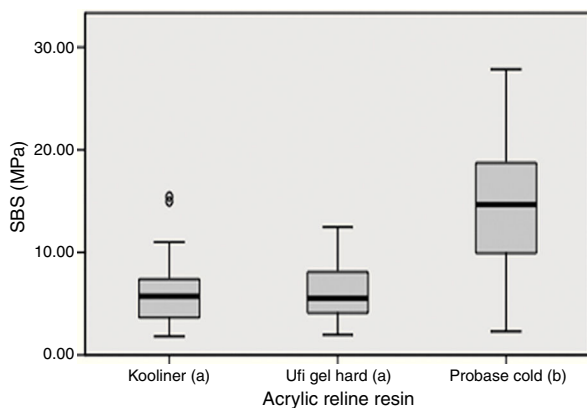 30.00
20.00
10.00
0.00
SBS (MPa)
Kooliner (a) Ufi gel hard (a) Probase cold (b)
Acrylic reline resin